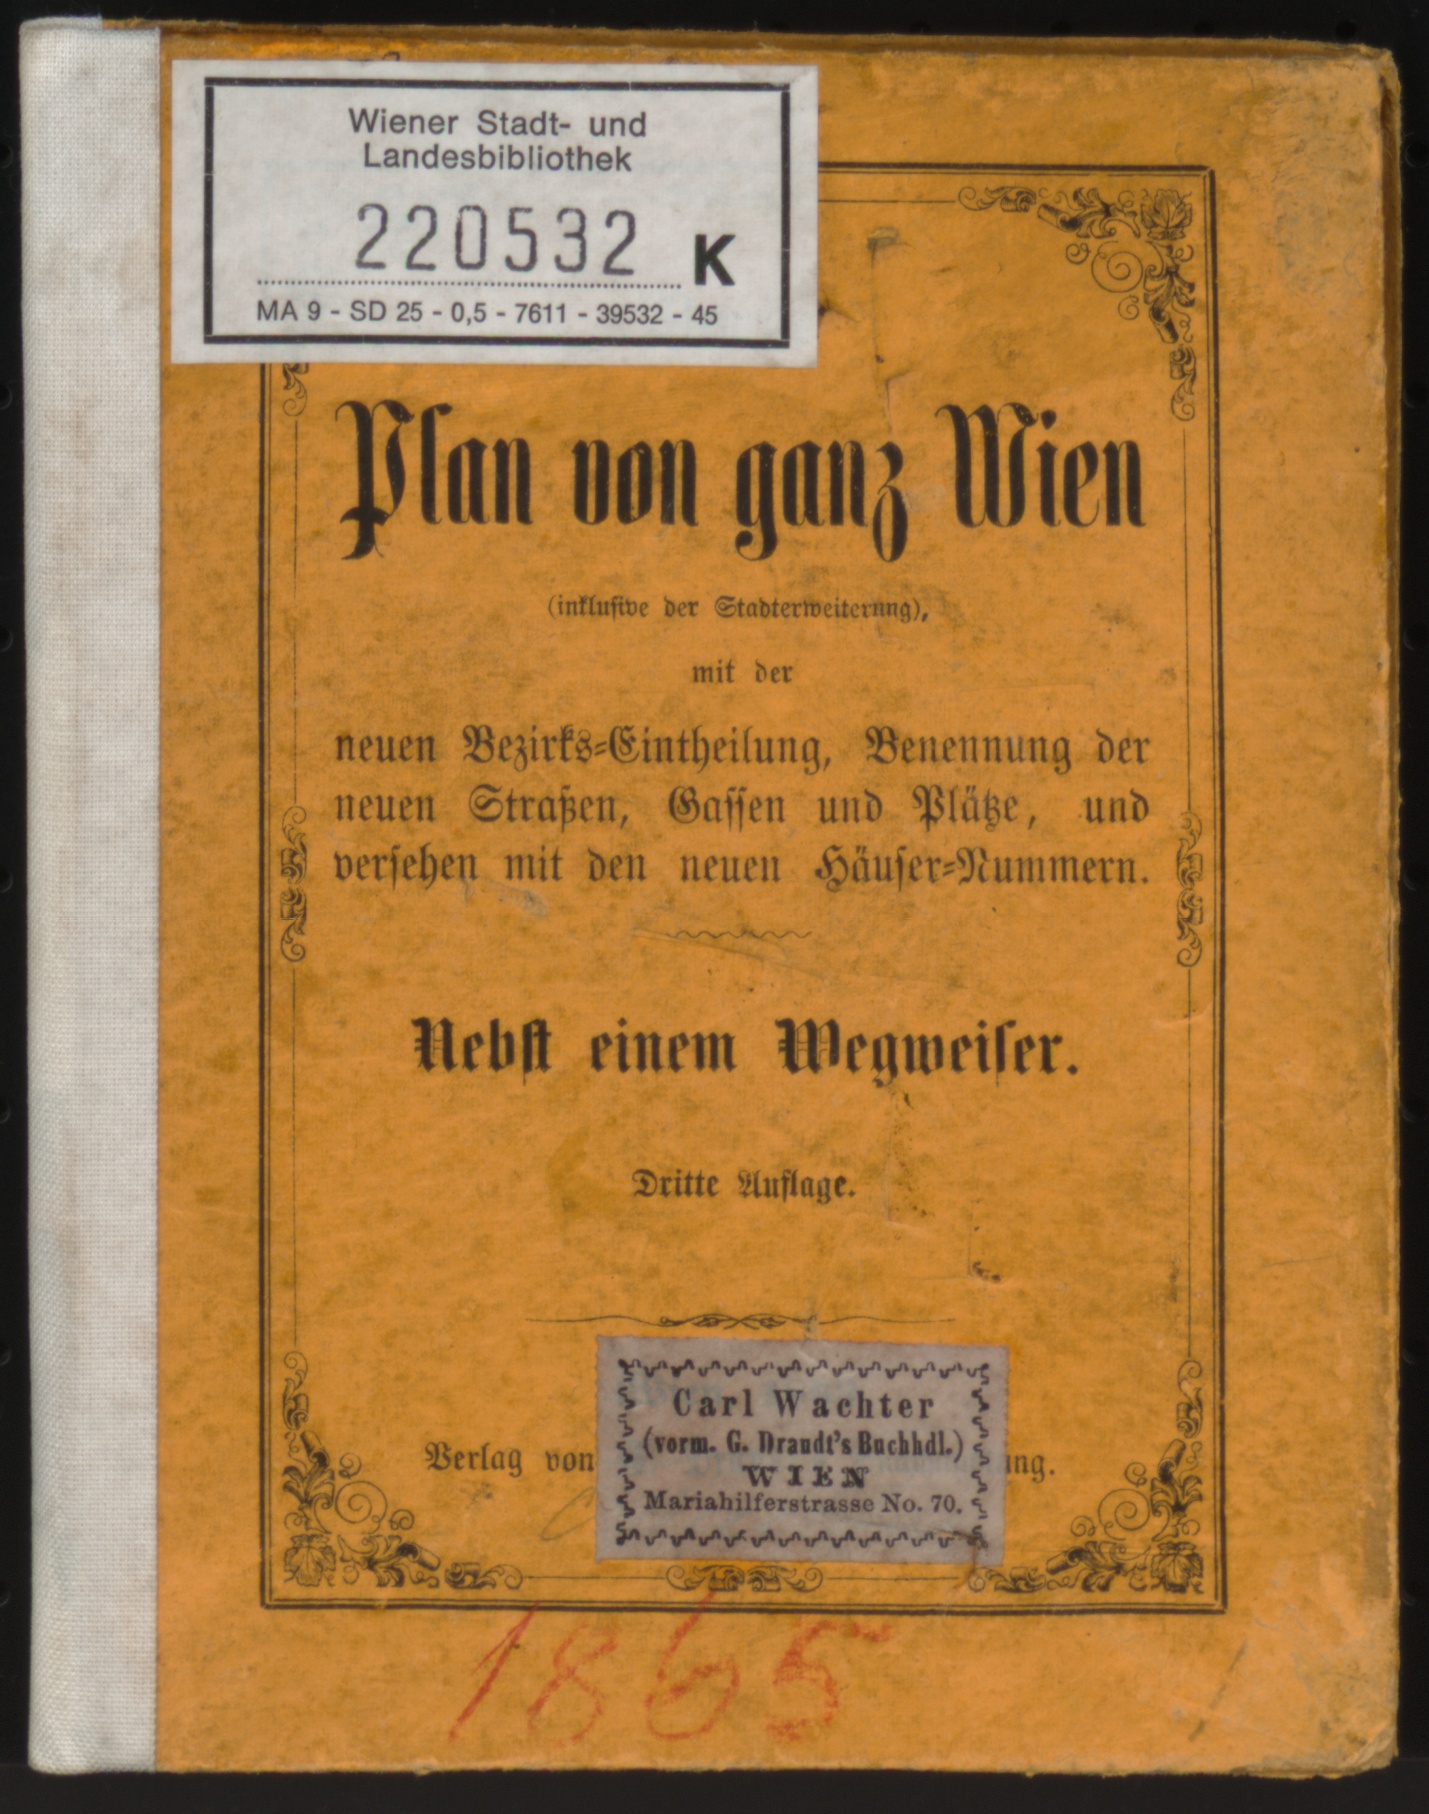 Wiener Stadt- und
Landesbibliothek
220532 K
MA 9 - SD 25 - 0,5 - 7611 - 39532 - 45
Plan von ganz Wien
(inklusive der Stadterweiterung),
mit der
neuen Bezirks-Eintheilung, Benennung der
neuen Straßen, Gassen und Plätze, und
versehen mit den neuen Häuser-Nummern.
Nebst einem Wegweiser.
Dritte Auflage.
Carl Wachter
(vorm. G. Draudt's Buchhdl.)
WIEN
Mariahilferstrasse No. 70.
Verlag von ung.
1865